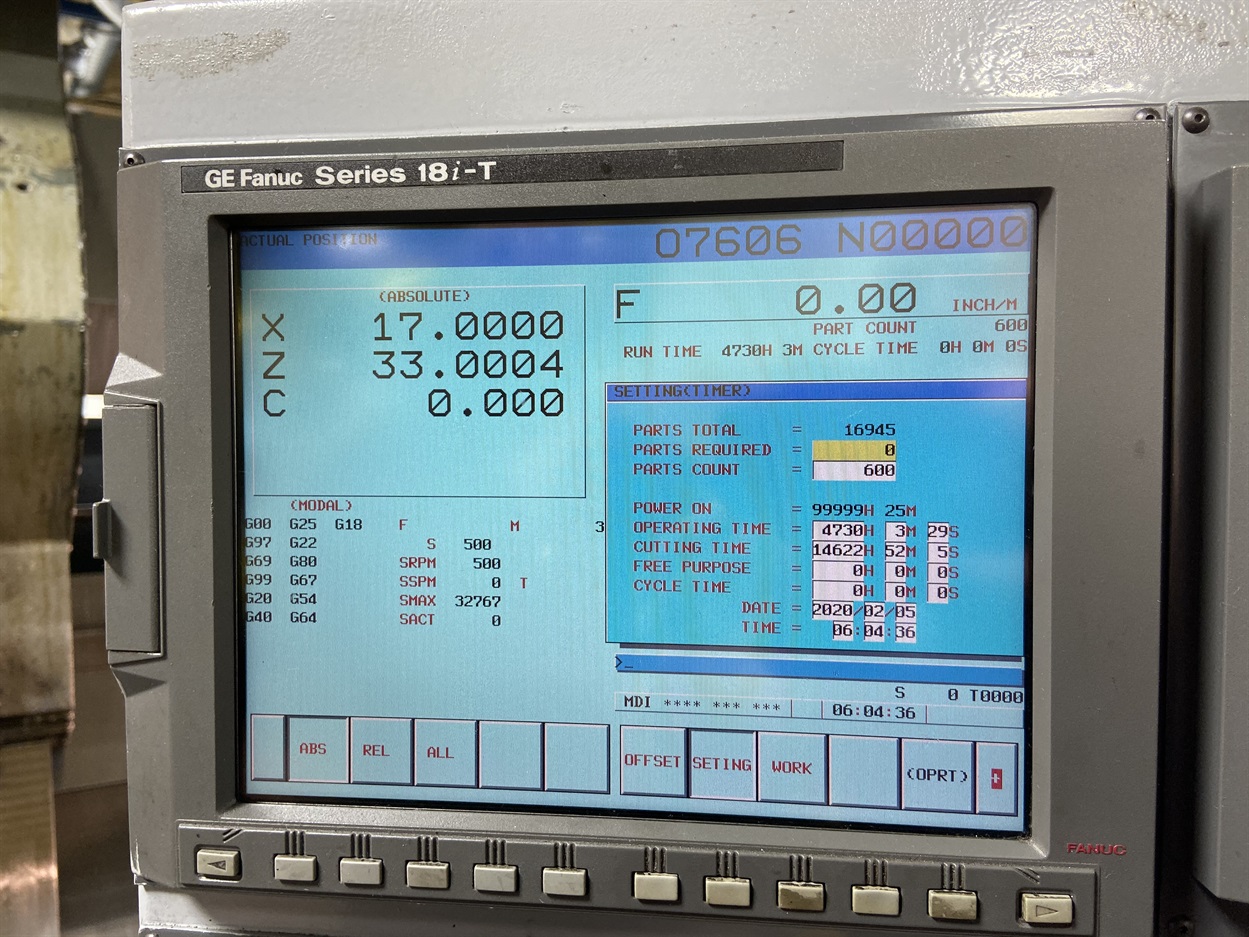 GE Fanuc Series 18i-T
ACTUAL POSITION O7606 N00000
(ABSOLUTE)
X 17.0000
Z 33.0004
C 0.000
F 0.00 INCH/M
PART COUNT 600
RUN TIME 4730H 3M CYCLE TIME 0H 0M 0S
SETTING(TIMER)
PARTS TOTAL = 16945
PARTS REQUIRED = 0
PARTS COUNT = 600
POWER ON = 99999H 25M
OPERATING TIME = 4730H 3M 29S
CUTTING TIME = 14622H 52M 5S
FREE PURPOSE = 0H 0M 0S
CYCLE TIME = 0H 0M 0S
DATE = 2020/02/05
TIME = 06:04:36
(MODAL)
G00 G25 G18 F M 3
G97 G22 S 500
G69 G80 SRPM 500
G99 G67 SSPM 0 T
G20 G54 SMAX 32767
G40 G64 SACT 0
>_
S 0 T0000
MDI **** *** *** 06:04:36
ABS REL ALL
OFFSET SETING WORK (OPRT) +
FANUC